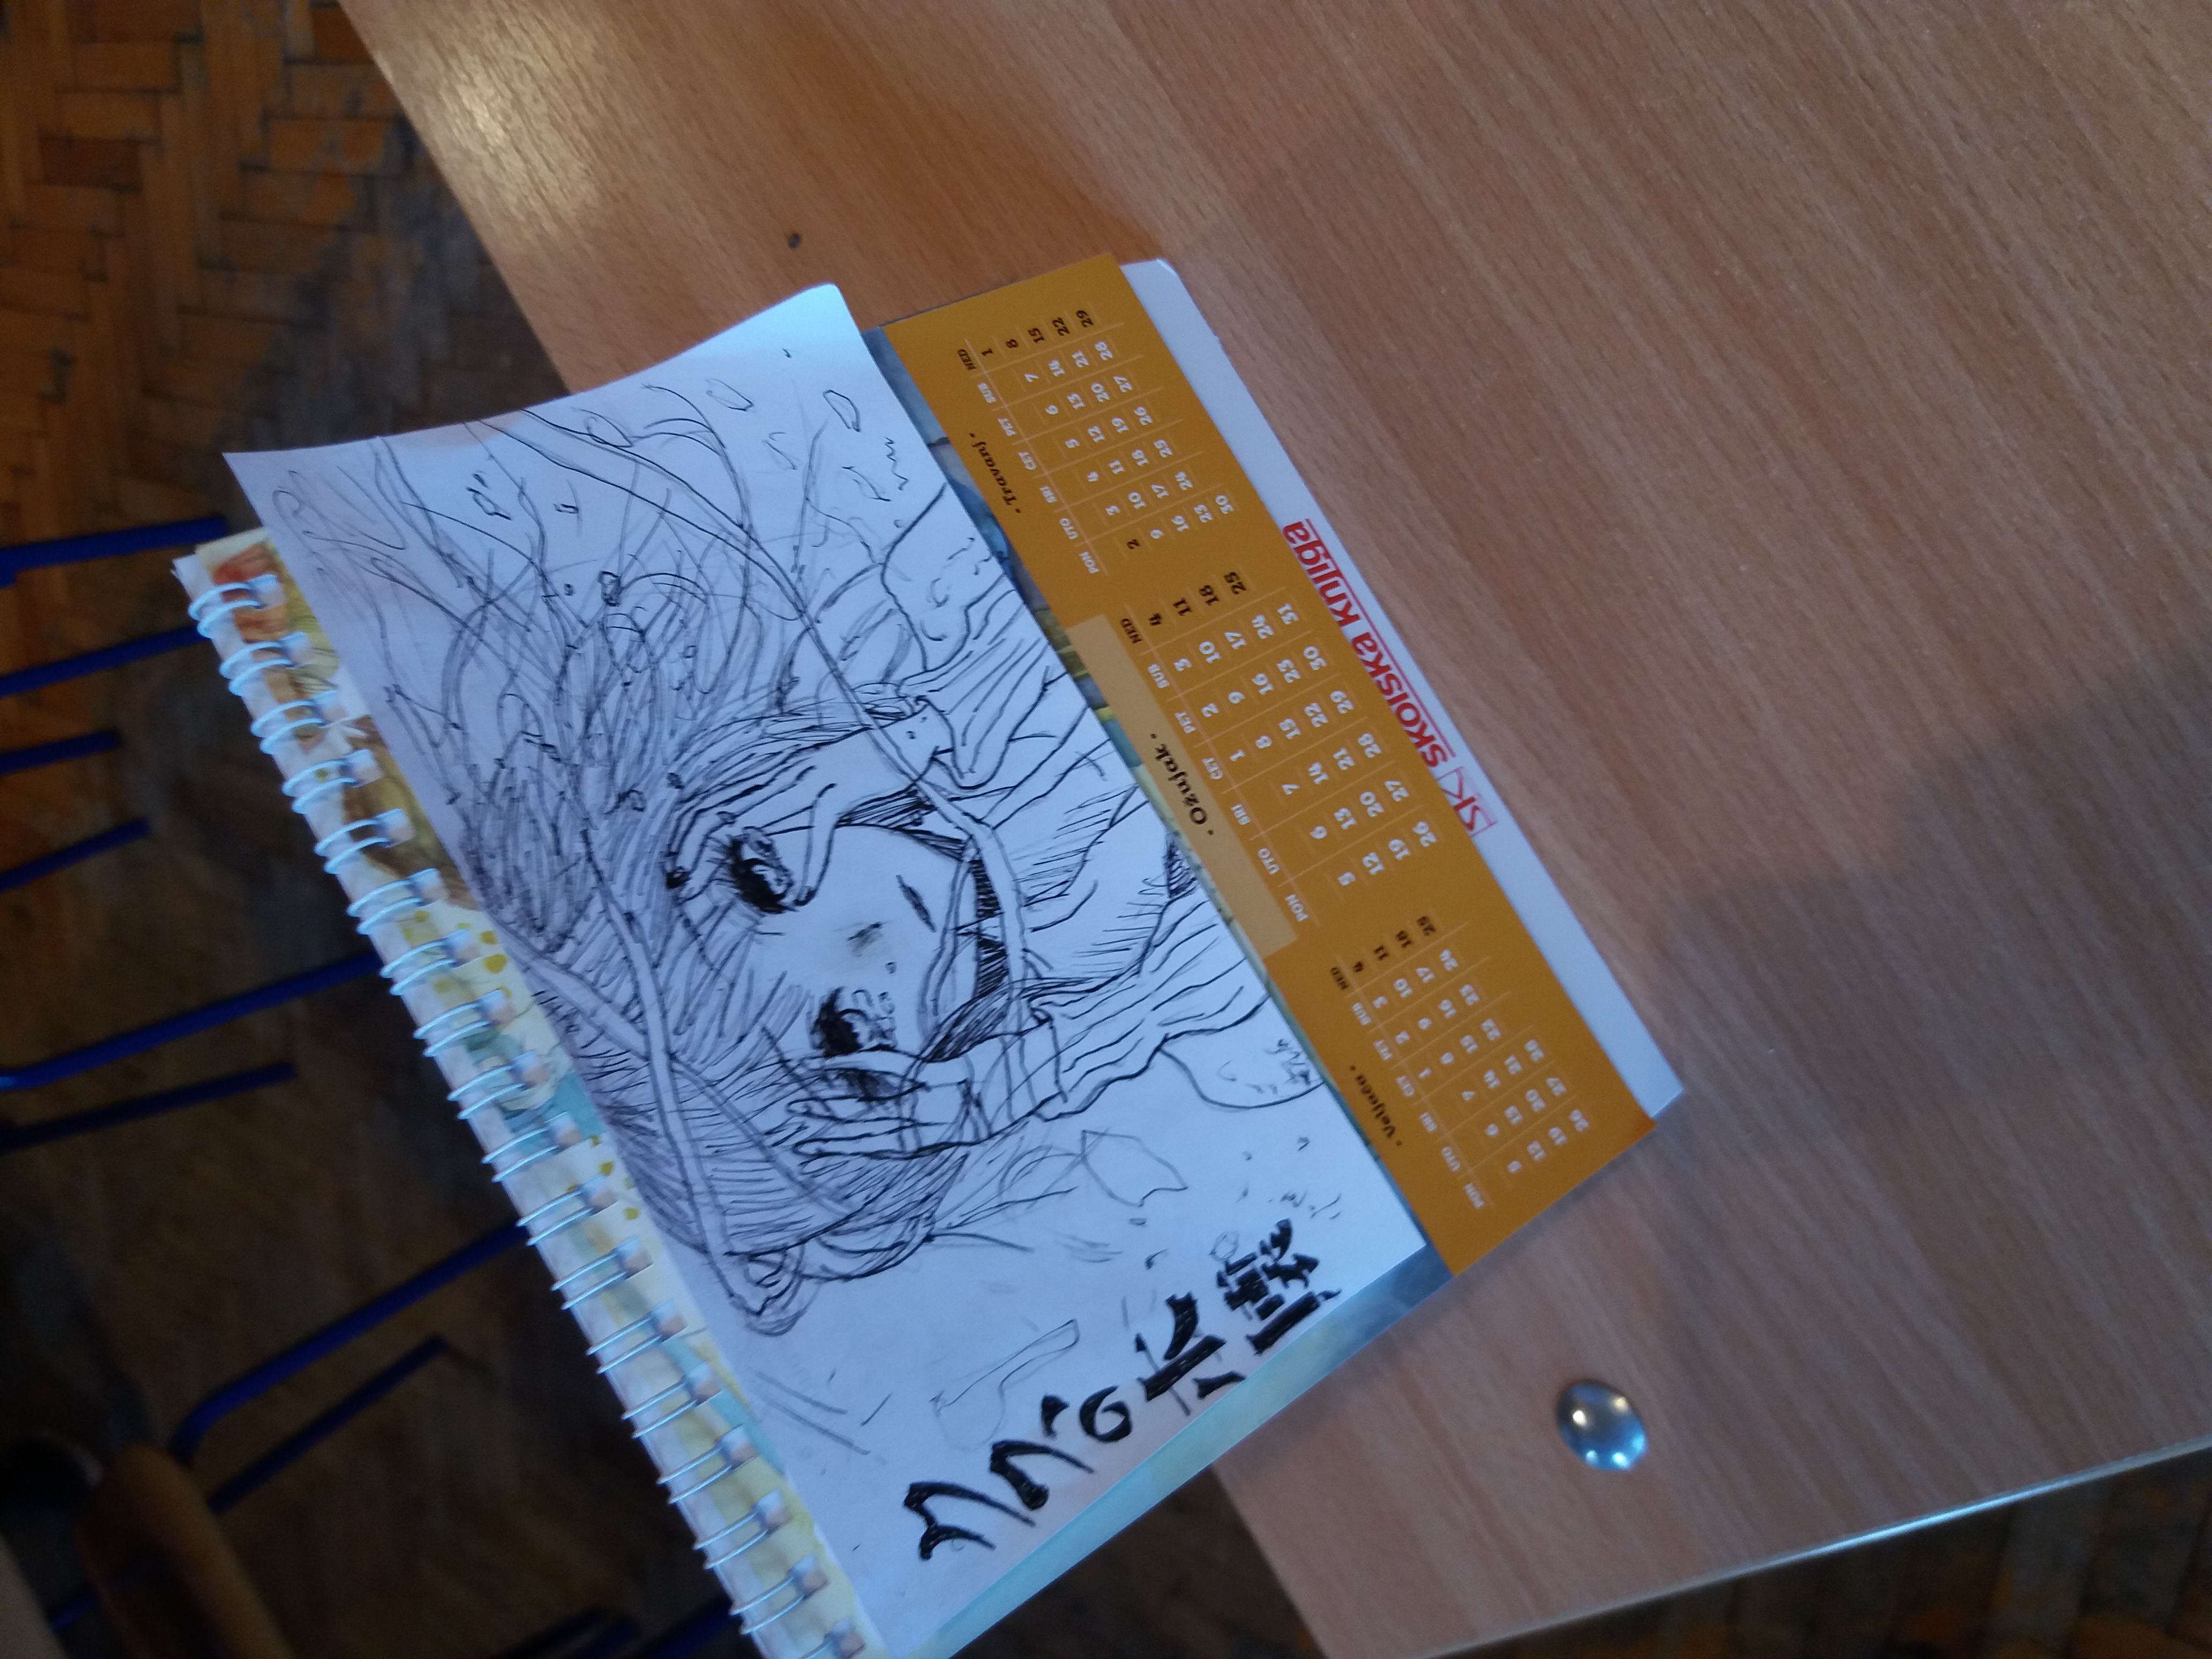 クズの本懐
- Veljača -
PON UTO SRI ČET PET SUB NED
1 2 3 4
5 6 7 8 9 10 11
12 13 14 15 16 17 18
19 20 21 22 23 24 25
26 27 28
- Ožujak -
PON UTO SRI ČET PET SUB NED
1 2 3 4
5 6 7 8 9 10 11
12 13 14 15 16 17 18
19 20 21 22 23 24 25
26 27 28 29 30 31
- Travanj -
PON UTO SRI ČET PET SUB NED
1
2 3 4 5 6 7 8
9 10 11 12 13 14 15
16 17 18 19 20 21 22
23 24 25 26 27 28 29
30
SK školska knjiga